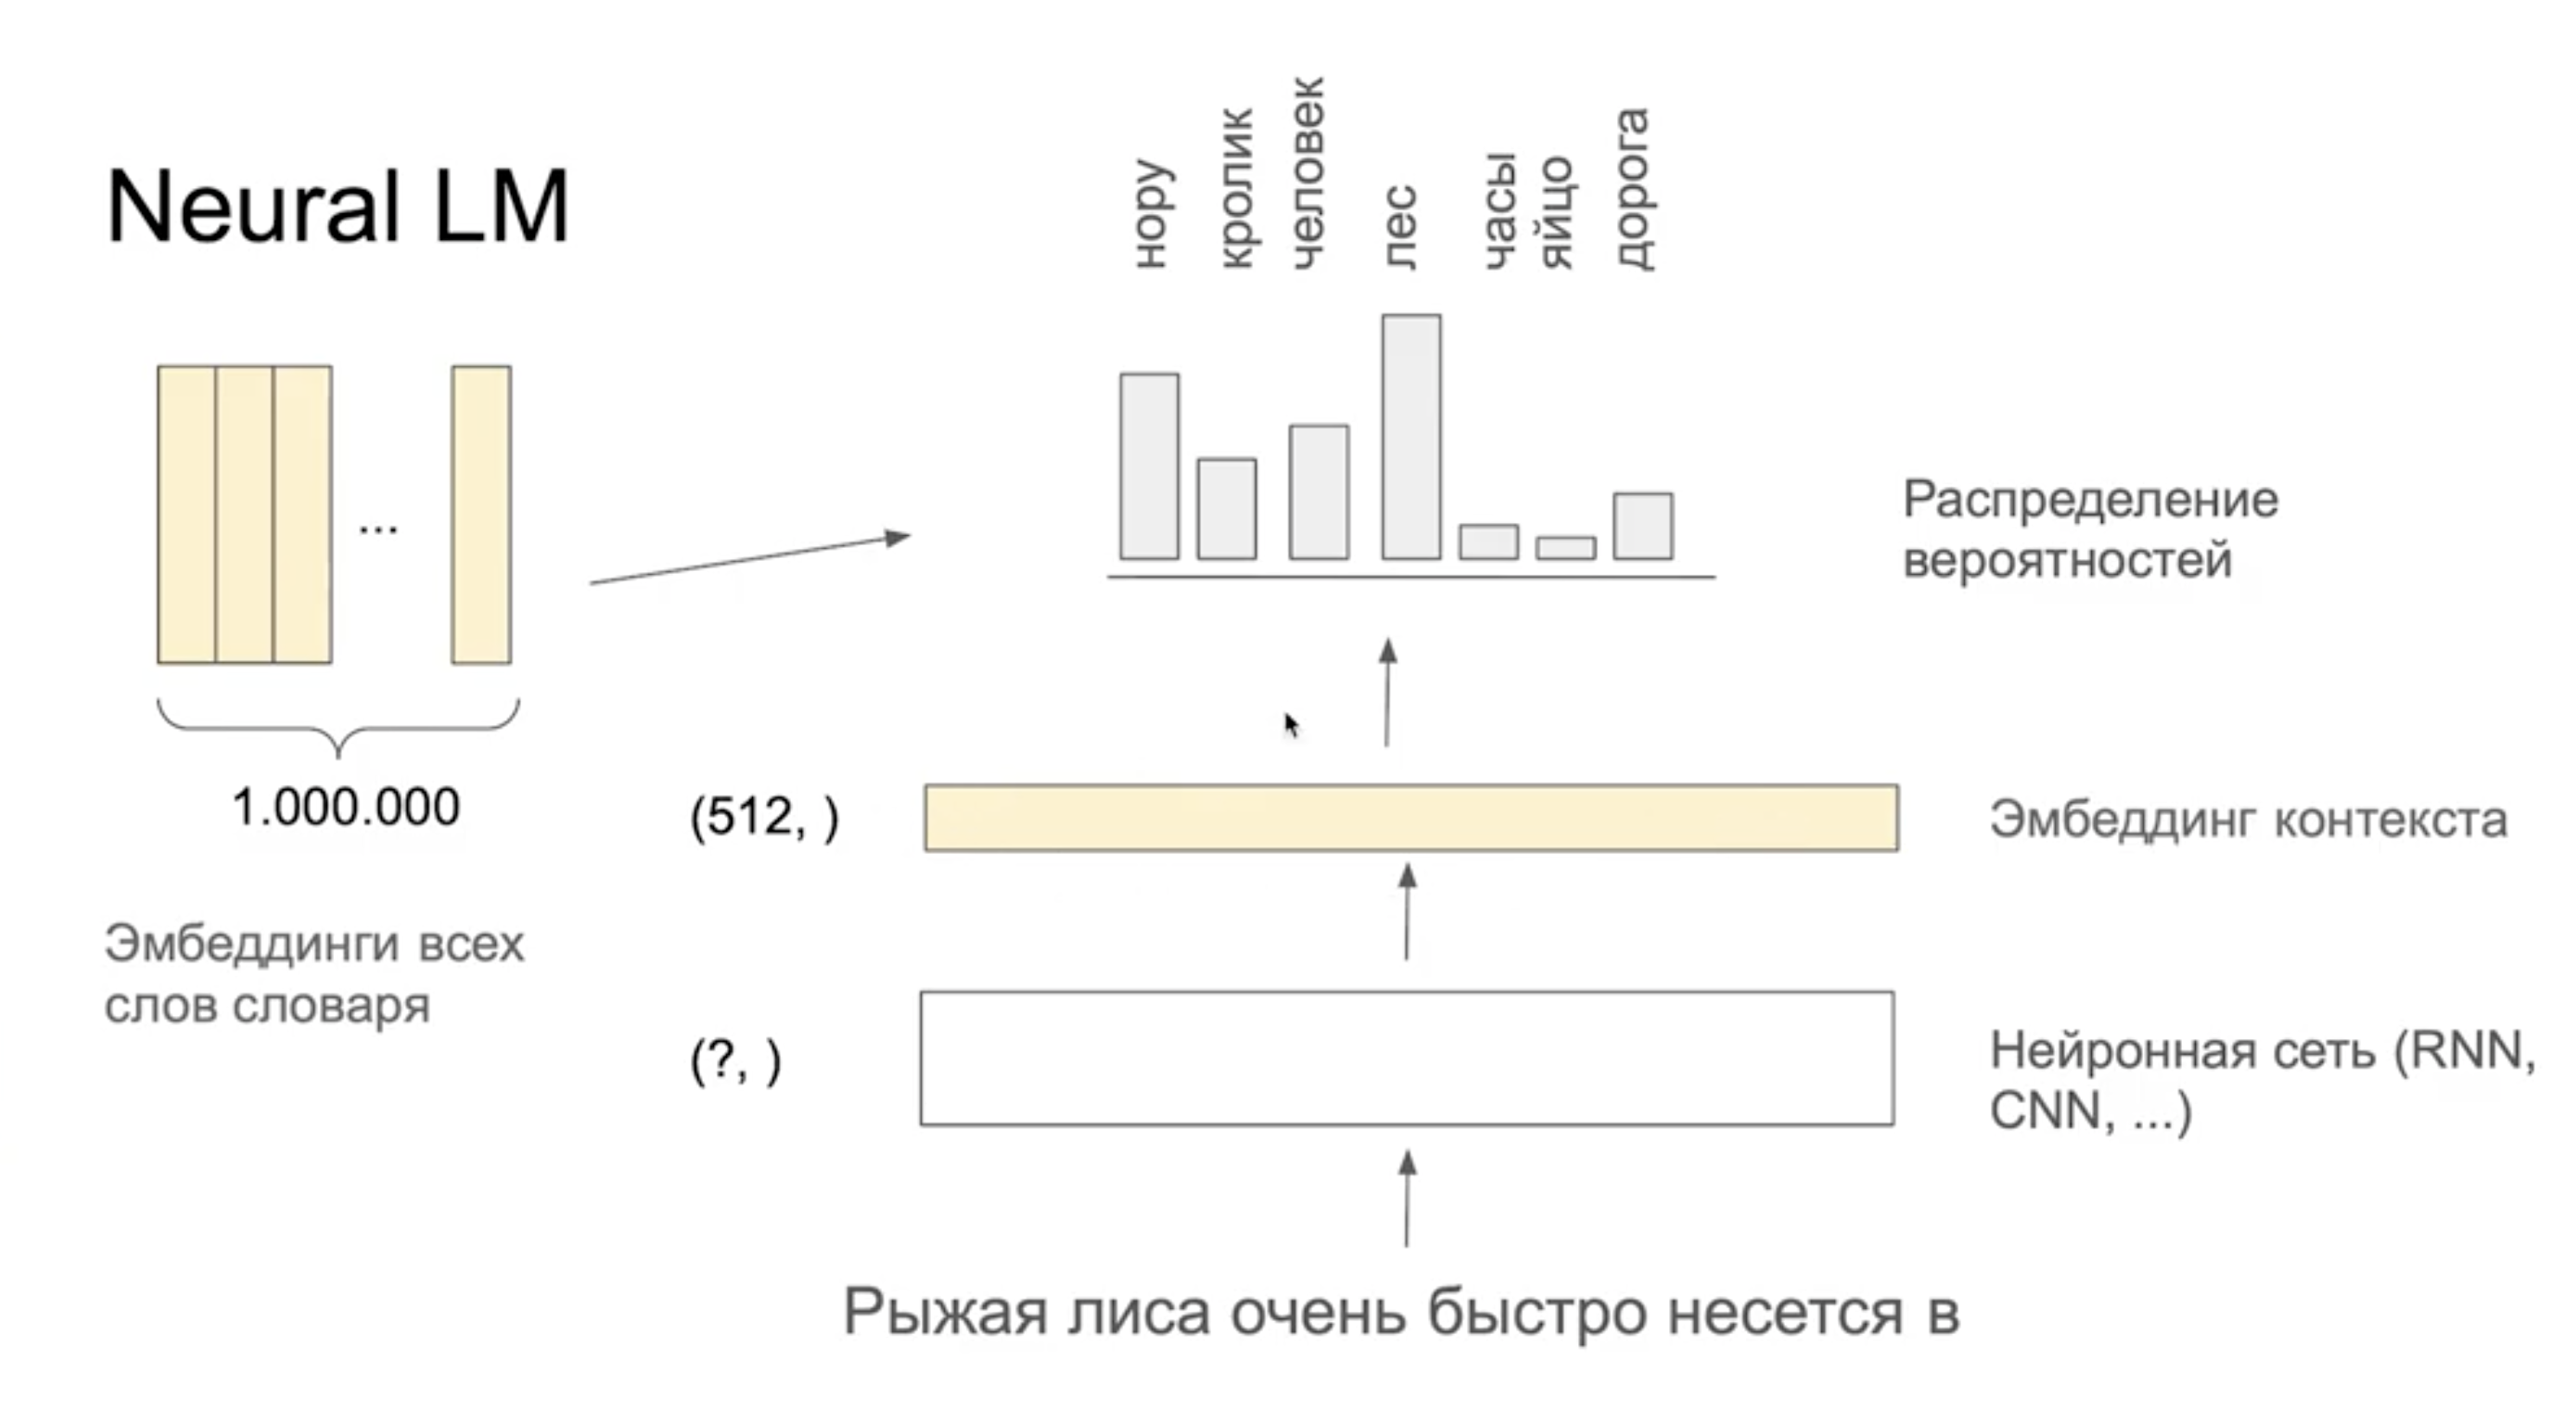 Neural LM
нору
кролик
человек
лес
часы
яйцо
дорога
...
Распределение
вероятностей
1.000.000
(512, )
Эмбеддинг контекста
Эмбеддинги всех
слов словаря
(?, )
Нейронная сеть (RNN,
CNN, ...)
Рыжая лиса очень быстро несется в